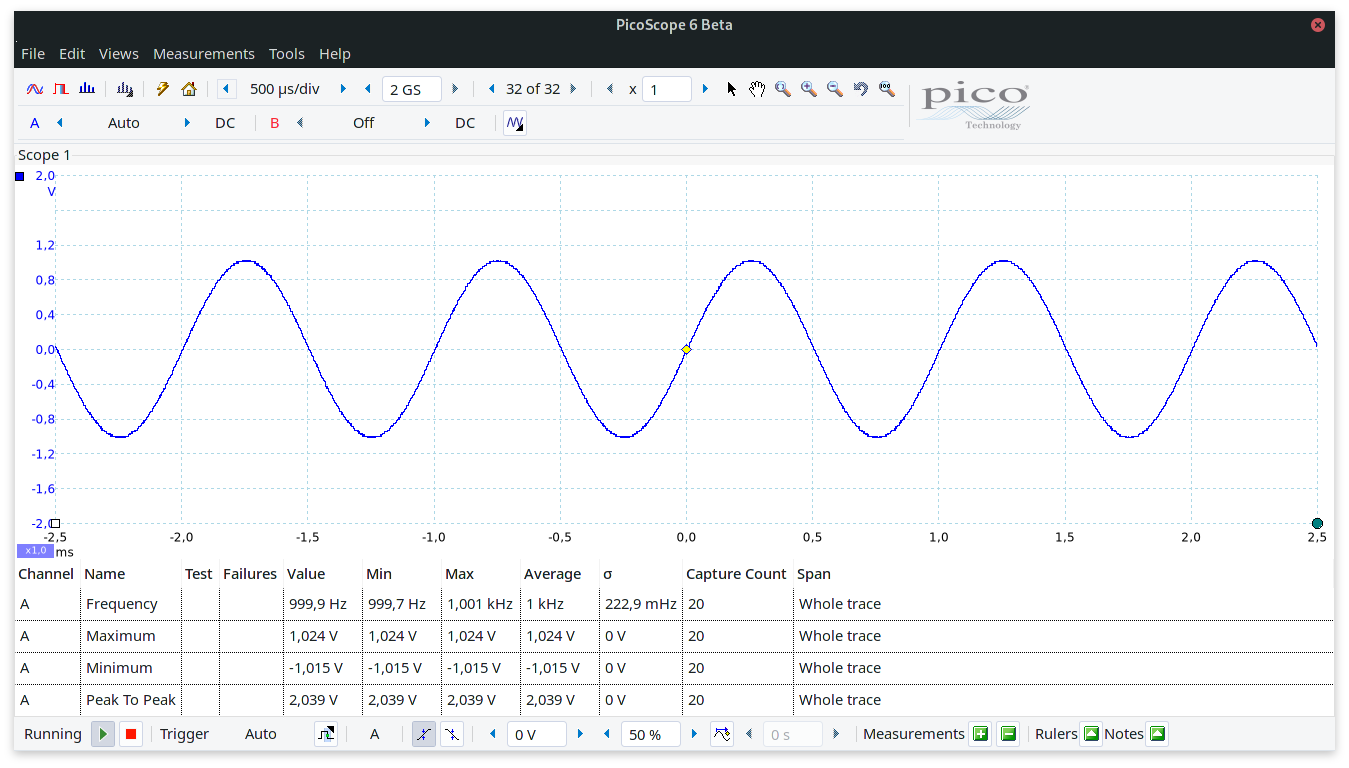 PicoScope 6 Beta
File Edit Views Measurements Tools Help
500 µs/div 2 GS 32 of 32 x 1
pico
Technology
A Auto DC B Off DC
Scope 1
2,0
V
1,2
0,8
0,4
0,0
-0,4
-0,8
-1,2
-1,6
-2,0
-2,5 -2,0 -1,5 -1,0 -0,5 0,0 0,5 1,0 1,5 2,0 2,5
x1,0 ms
Channel Name Test Failures Value Min Max Average σ Capture Count Span
A Frequency 999,9 Hz 999,7 Hz 1,001 kHz 1 kHz 222,9 mHz 20 Whole trace
A Maximum 1,024 V 1,024 V 1,024 V 1,024 V 0 V 20 Whole trace
A Minimum -1,015 V -1,015 V -1,015 V -1,015 V 0 V 20 Whole trace
A Peak To Peak 2,039 V 2,039 V 2,039 V 2,039 V 0 V 20 Whole trace
Running Trigger Auto A 0 V 50 % 0 s Measurements Rulers Notes